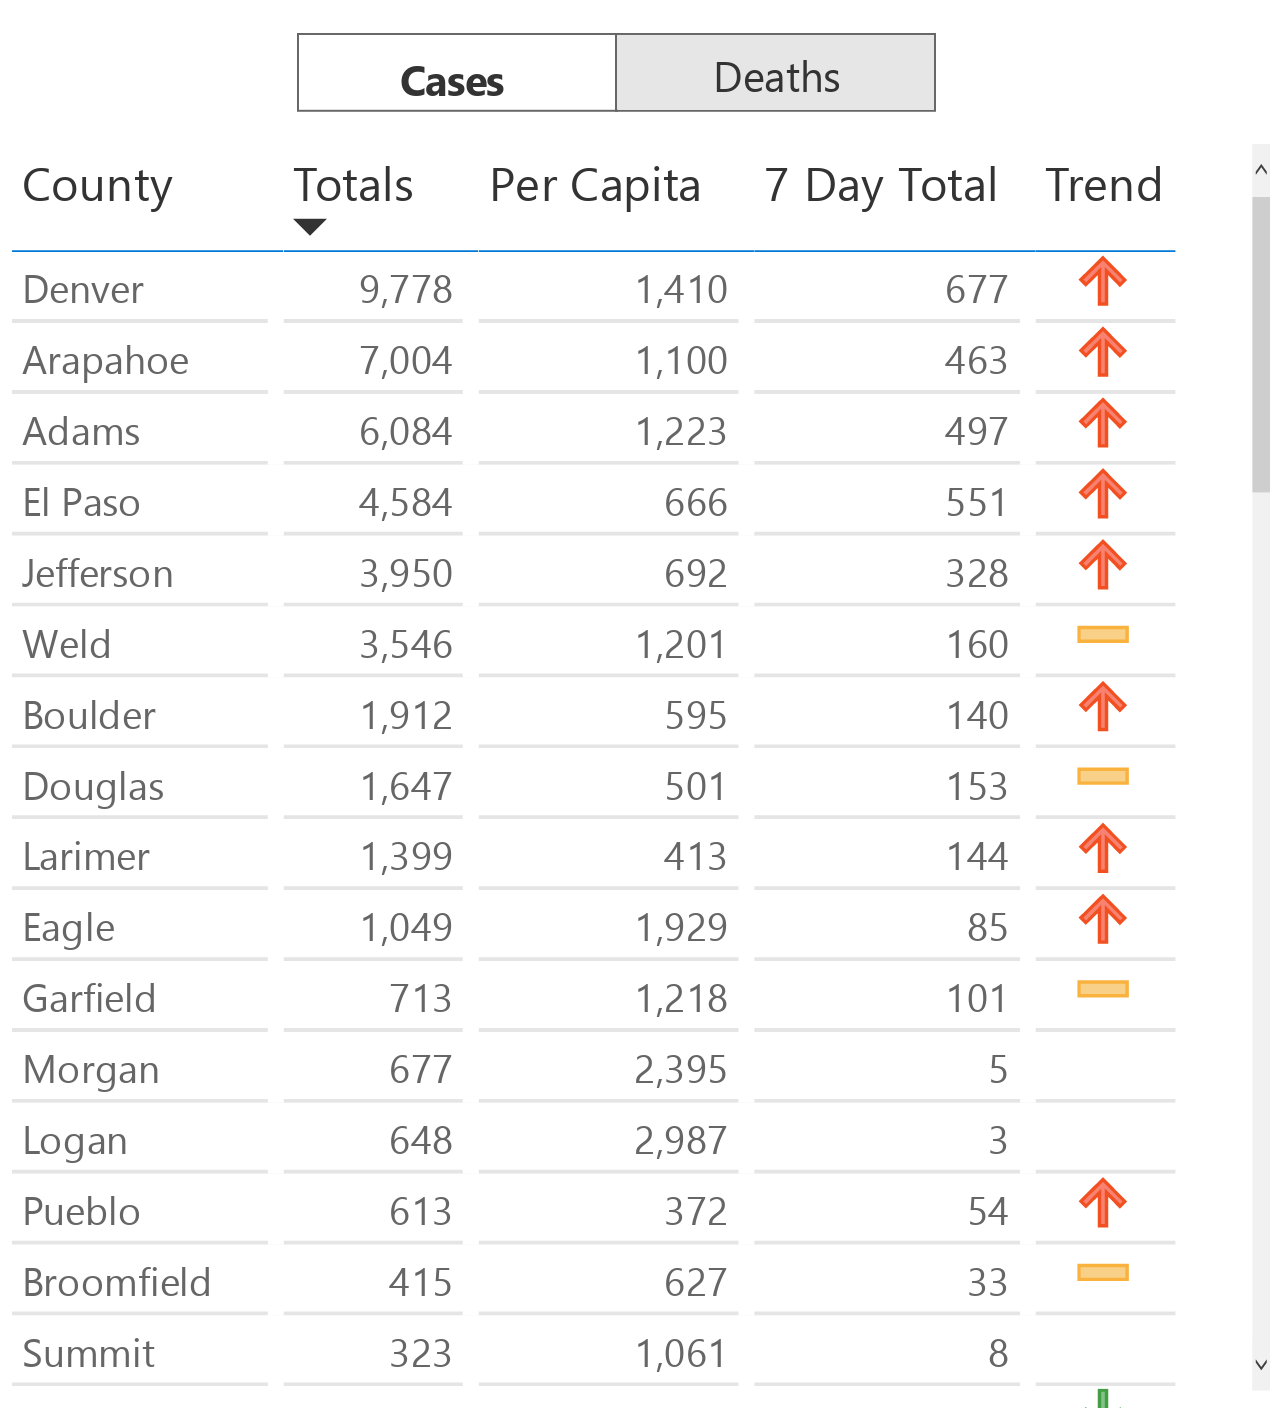 Cases Deaths
County Totals Per Capita 7 Day Total Trend
Denver 9,778 1,410 677
Arapahoe 7,004 1,100 463
Adams 6,084 1,223 497
El Paso 4,584 666 551
Jefferson 3,950 692 328
Weld 3,546 1,201 160
Boulder 1,912 595 140
Douglas 1,647 501 153
Larimer 1,399 413 144
Eagle 1,049 1,929 85
Garfield 713 1,218 101
Morgan 677 2,395 5
Logan 648 2,987 3
Pueblo 613 372 54
Broomfield 415 627 33
Summit 323 1,061 8